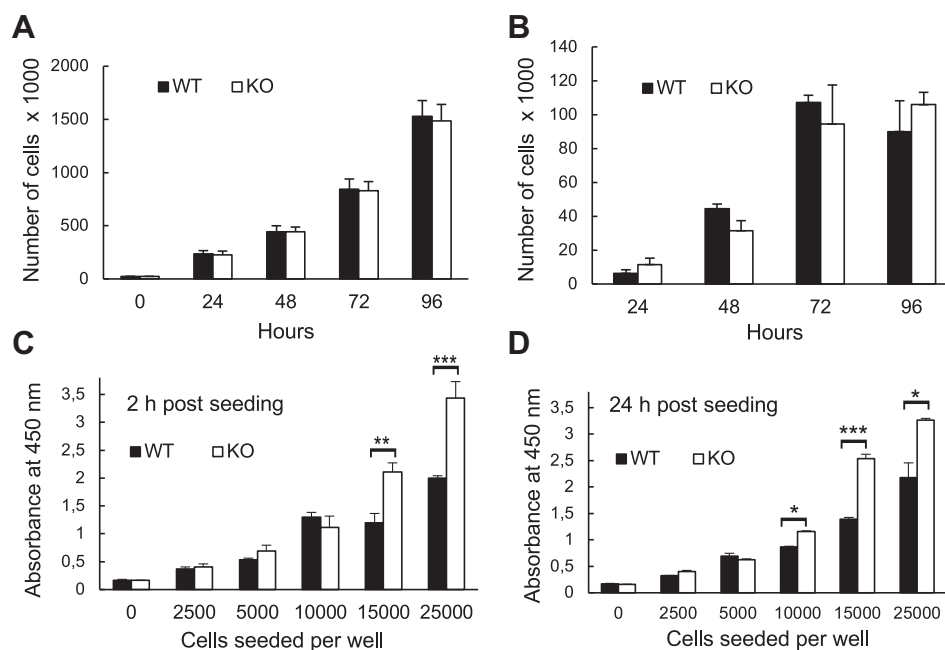 A
Number of cells x 1000
2000
1500
1000
500
0
WT KO
0 24 48 72 96
Hours
B
Number of cells x 1000
140
120
100
80
60
40
20
0
WT KO
24 48 72 96
Hours
C
Absorbance at 450 nm
3,5
3
2,5
2
1,5
1
0,5
0
2 h post seeding
WT KO
**
***
0 2500 5000 10000 15000 25000
Cells seeded per well
D
Absorbance at 450 nm
3,5
3
2,5
2
1,5
1
0,5
0
24 h post seeding
WT KO
*
***
*
0 2500 5000 10000 15000 25000
Cells seeded per well